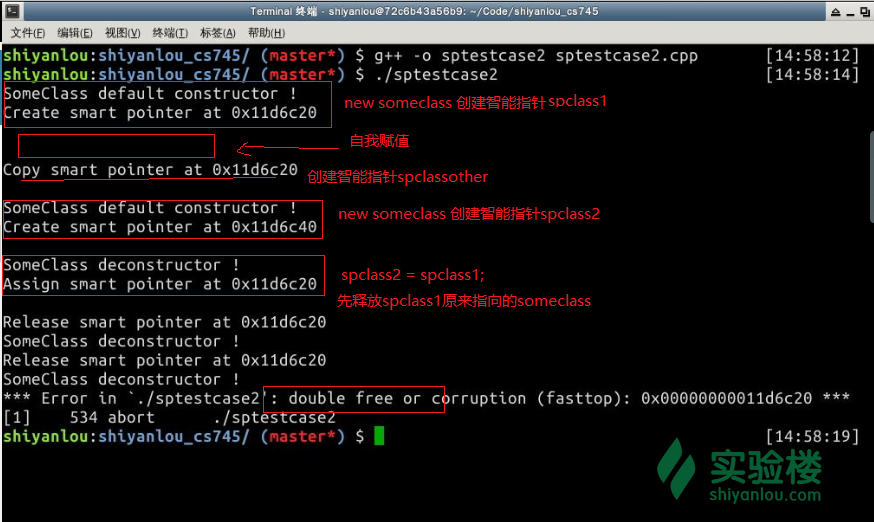 Terminal 终端 - shiyanlou@72c6b43a56b9: ~/Code/shiyanlou_cs745
文件(F) 编辑(E) 视图(V) 终端(T) 标签(A) 帮助(H)
shiyanlou:shiyanlou_cs745/ (master*) $ g++ -o sptestcase2 sptestcase2.cpp [14:58:12]
shiyanlou:shiyanlou_cs745/ (master*) $ ./sptestcase2 [14:58:14]
SomeClass default constructor !
Create smart pointer at 0x11d6c20
new someclass 创建智能指针spclass1
自我赋值
Copy smart pointer at 0x11d6c20
创建智能指针spclassother
SomeClass default constructor !
Create smart pointer at 0x11d6c40
new someclass 创建智能指针spclass2
SomeClass deconstructor !
Assign smart pointer at 0x11d6c20
spclass2 = spclass1;
先释放spclass1原来指向的someclass
Release smart pointer at 0x11d6c20
SomeClass deconstructor !
Release smart pointer at 0x11d6c20
SomeClass deconstructor !
*** Error in `./sptestcase2': double free or corruption (fasttop): 0x00000000011d6c20 ***
[1] 534 abort ./sptestcase2
shiyanlou:shiyanlou_cs745/ (master*) $ [14:58:19]
实验楼
shiyanlou.com